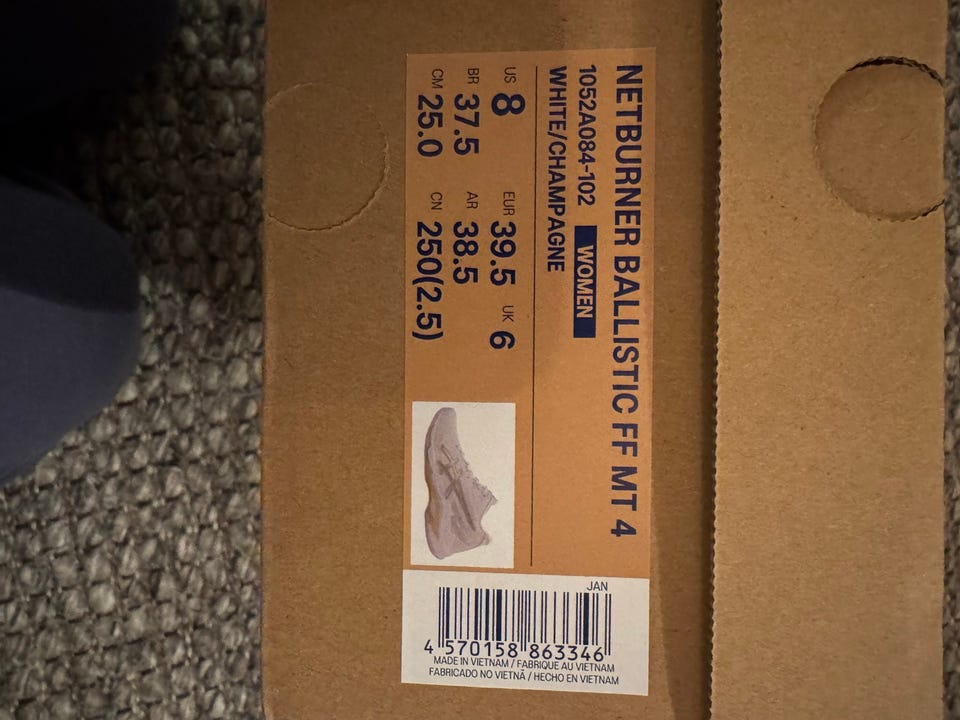 NETBURNER BALLISTIC FF MT 4
1052A084-102 WOMEN
WHITE/CHAMPAGNE
US 8 EUR 39.5 UK 6
BR 37.5 AR 38.5
CM 25.0 CN 250(2.5)
JAN
4 570158 863346
MADE IN VIETNAM / FABRIQUE AU VIETNAM
FABRICADO NO VIETNÃ / HECHO EN VIETNAM